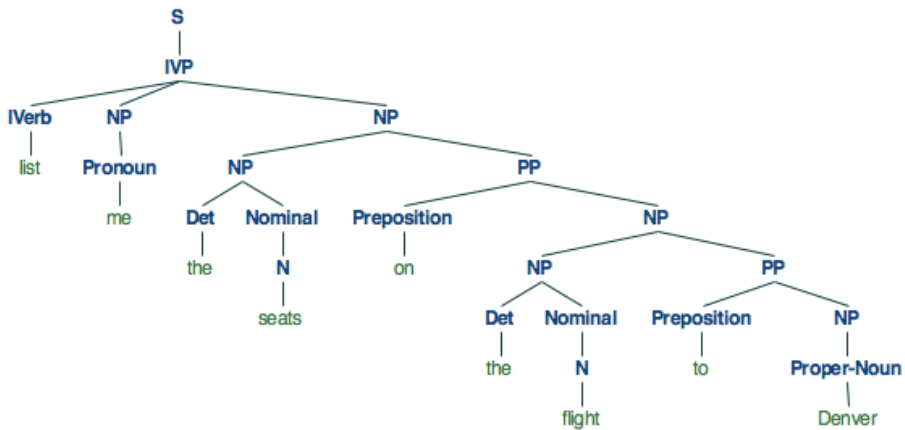 S
IVP
IVerb NP NP
list Pronoun NP PP
me Det Nominal Preposition NP
the N on NP PP
seats Det Nominal Preposition NP
the N to Proper-Noun
flight Denver